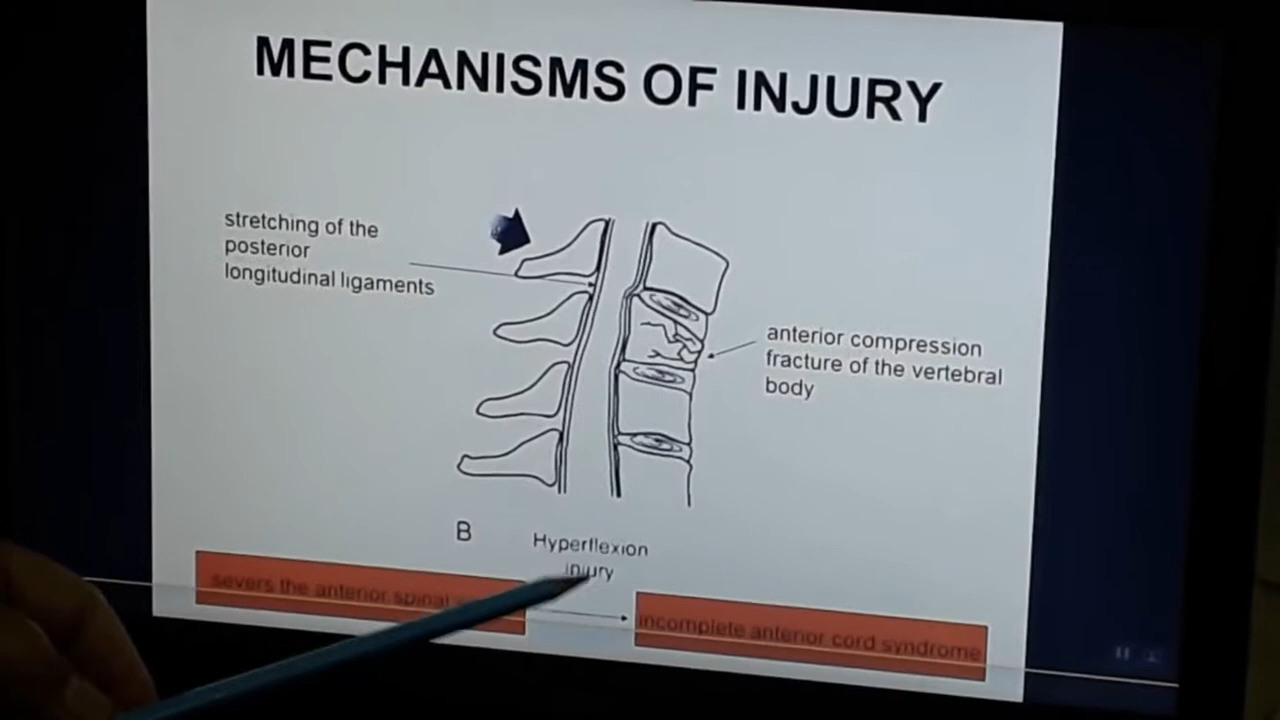 MECHANISMS OF INJURY
stretching of the
posterior
longitudinal ligaments
anterior compression
fracture of the vertebral
body
B
Hyperflexion
injury
severs the anterior spinal
incomplete anterior cord syndrome